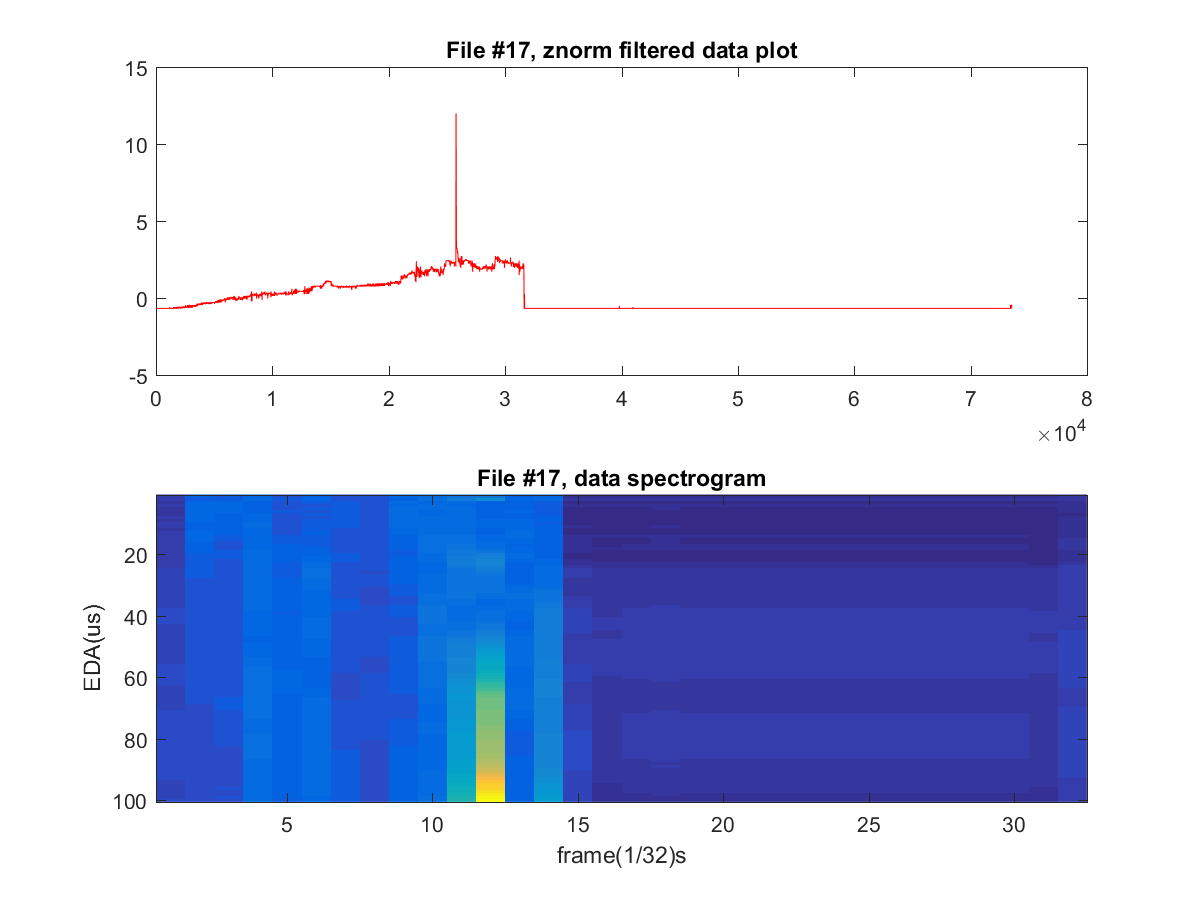 File #17, znorm filtered data plot
15
10
5
0
-5
0 1 2 3 4 5 6 7 8
×10^4
File #17, data spectrogram
EDA(us)
20
40
60
80
100
5 10 15 20 25 30
frame(1/32)s